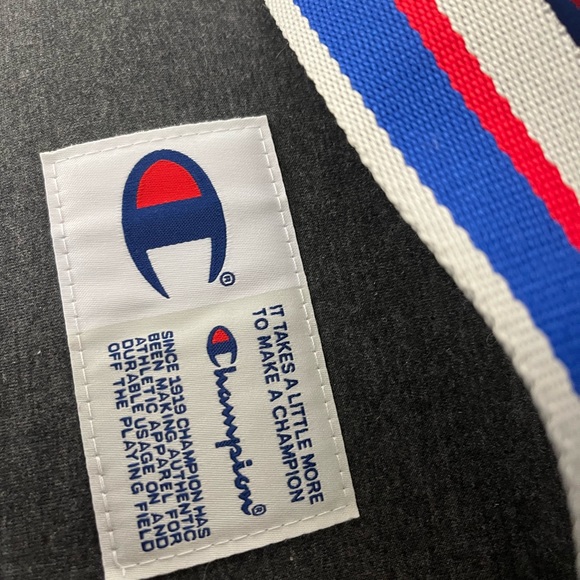 ®
IT TAKES A LITTLE MORE
TO MAKE A CHAMPION
Champion®
SINCE 1919 CHAMPION HAS
BEEN MAKING AUTHENTIC
ATHLETIC APPAREL FOR
DURABLE USAGE ON AND
OFF THE PLAYING FIELD